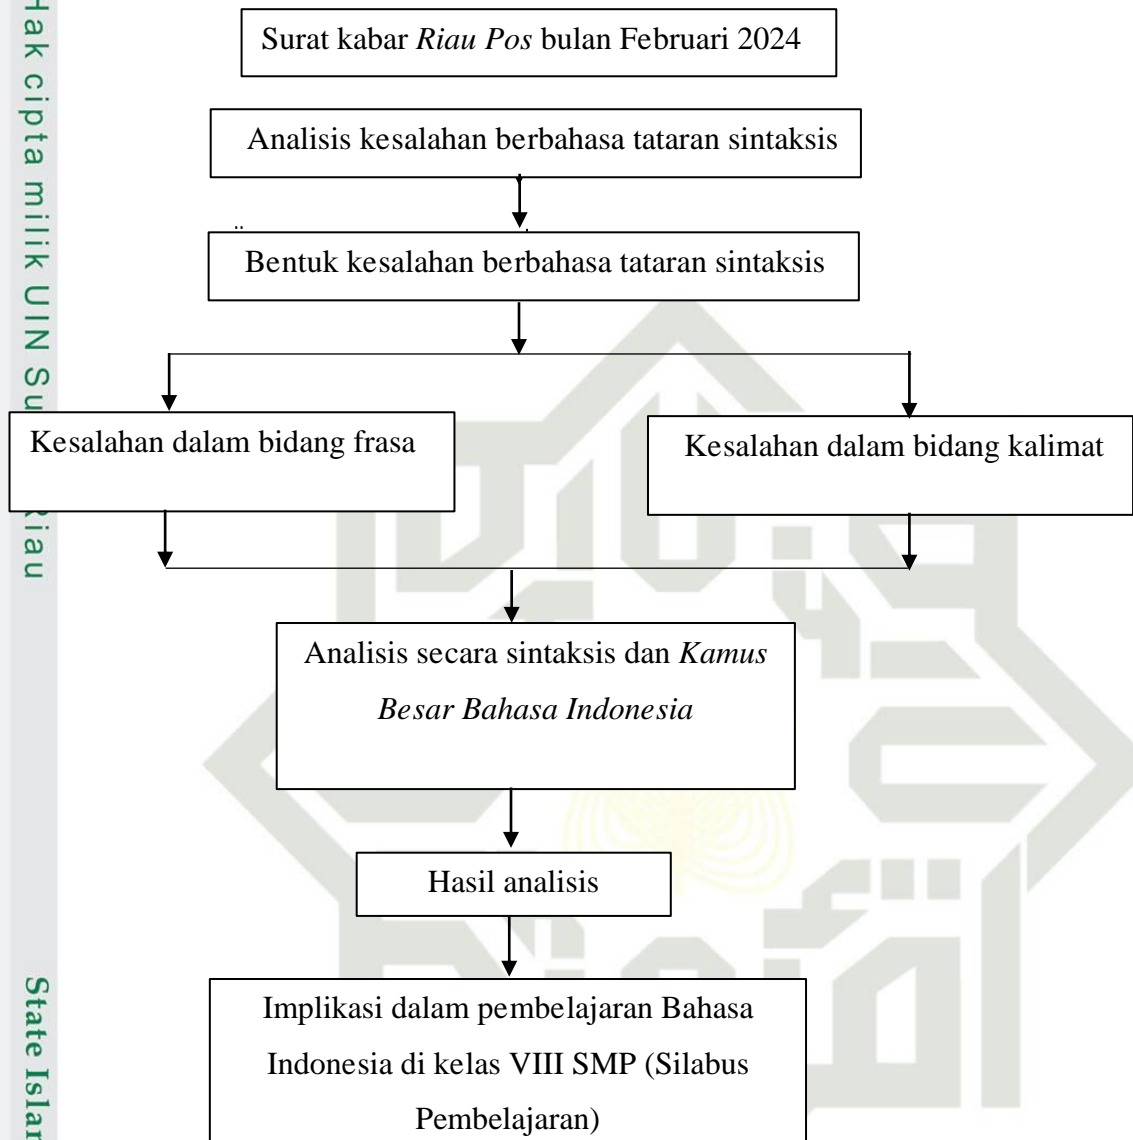 Hak cipta milik UIN Su
Riau
State Islam
Surat kabar Riau Pos bulan Februari 2024
Analisis kesalahan berbahasa tataran sintaksis
Bentuk kesalahan berbahasa tataran sintaksis
Kesalahan dalam bidang frasa
Kesalahan dalam bidang kalimat
Analisis secara sintaksis dan Kamus
Besar Bahasa Indonesia
Hasil analisis
Implikasi dalam pembelajaran Bahasa
Indonesia di kelas VIII SMP (Silabus
Pembelajaran)